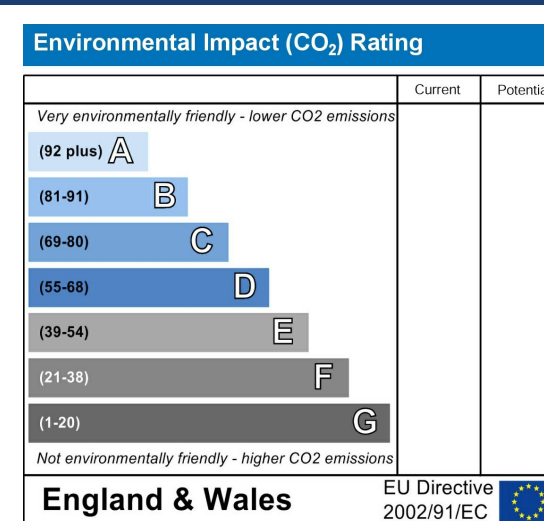 Environmental Impact (CO₂) Rating
Current Potentia
Very environmentally friendly - lower CO2 emissions
(92 plus) A
(81-91) B
(69-80) C
(55-68) D
(39-54) E
(21-38) F
(1-20) G
Not environmentally friendly - higher CO2 emissions
England & Wales
EU Directive
2002/91/EC